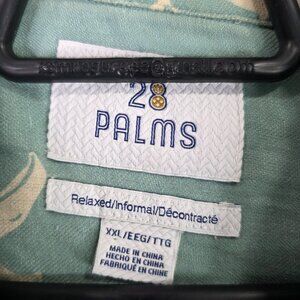 28
PALMS
Relaxed/Informal/Décontracté
XXL/EEG/TTG
MADE IN CHINA
HECHO EN CHINA
FABRIQUÉ EN CHINE